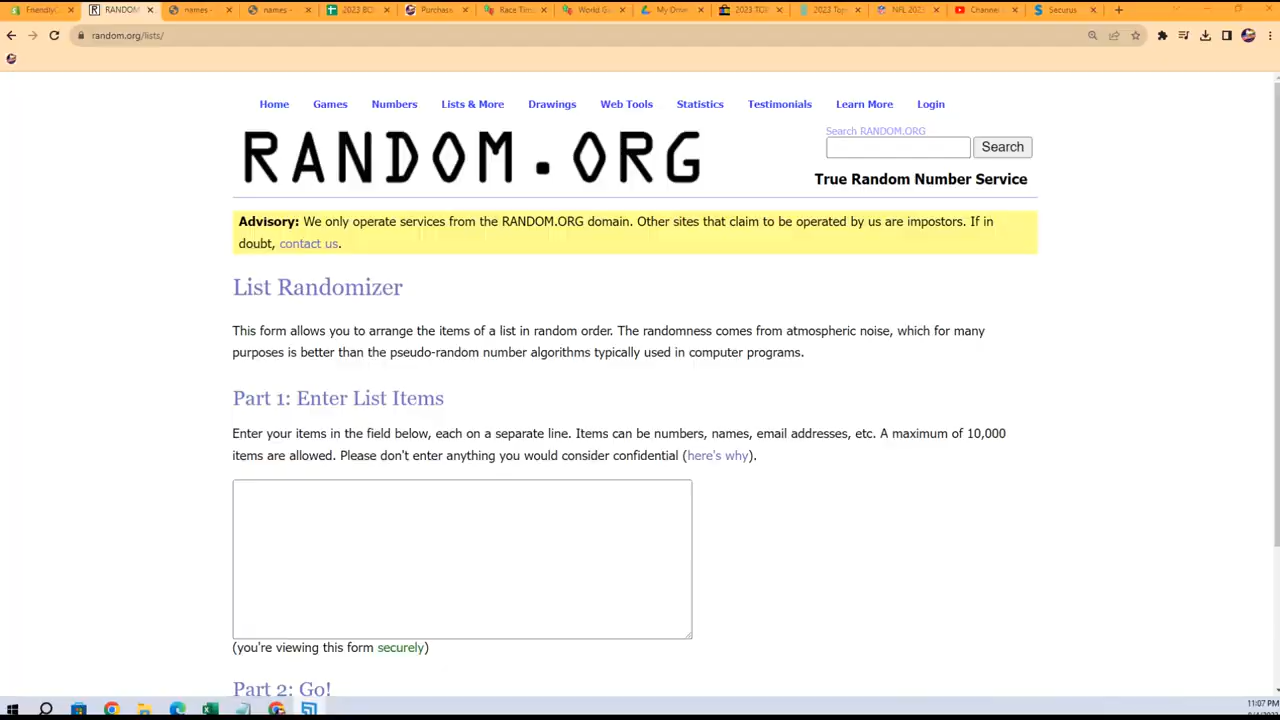 FriendlyC
RANDOM
names -
names -
2023 BO
Purchase
Race Tim
World G
My Driv
2023 TOP
2023 Top
NFL 202
Channel
Securus
random.org/lists/
Home Games Numbers Lists & More Drawings Web Tools Statistics Testimonials Learn More Login
RANDOM.ORG
Search RANDOM.ORG
Search
True Random Number Service
Advisory: We only operate services from the RANDOM.ORG domain. Other sites that claim to be operated by us are impostors. If in
doubt, contact us.
List Randomizer
This form allows you to arrange the items of a list in random order. The randomness comes from atmospheric noise, which for many
purposes is better than the pseudo-random number algorithms typically used in computer programs.
Part 1: Enter List Items
Enter your items in the field below, each on a separate line. Items can be numbers, names, email addresses, etc. A maximum of 10,000
items are allowed. Please don't enter anything you would consider confidential (here's why).
(you're viewing this form securely)
Part 2: Go!
11:07 PM